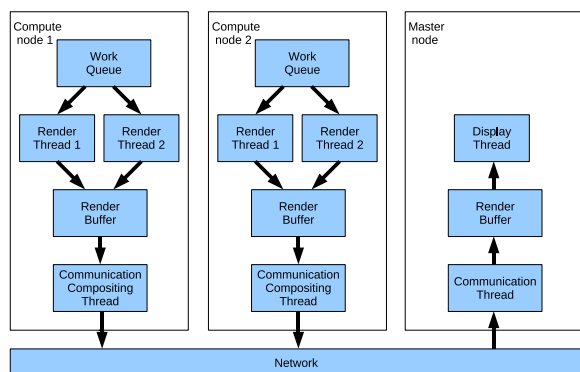 Compute
node 1
Work
Queue
Render
Thread 1
Render
Thread 2
Render
Buffer
Communication
Compositing
Thread
Compute
node 2
Work
Queue
Render
Thread 1
Render
Thread 2
Render
Buffer
Communication
Compositing
Thread
Master
node
Display
Thread
Render
Buffer
Communication
Thread
Network